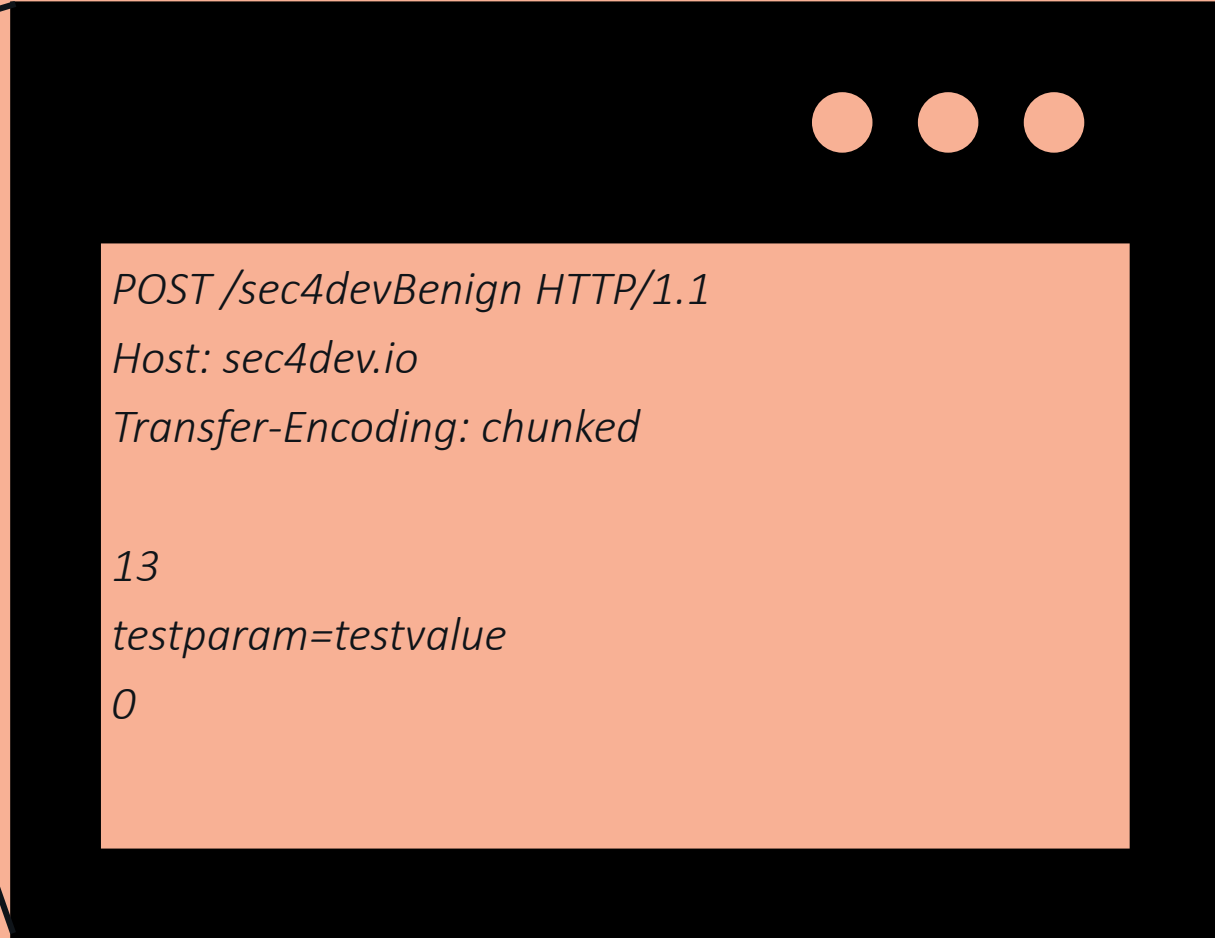 POST /sec4devBenign HTTP/1.1
Host: sec4dev.io
Transfer-Encoding: chunked
13
testparam=testvalue
0